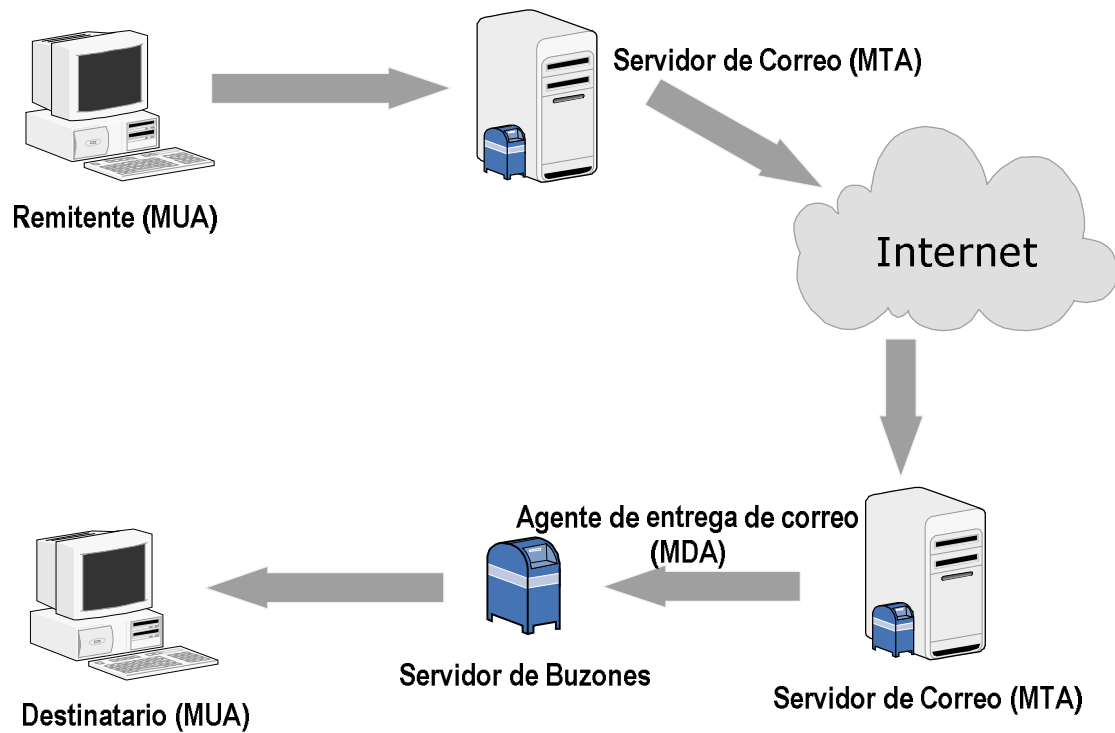 Servidor de Correo (MTA)
Remitente (MUA)
Internet
Agente de entrega de correo
(MDA)
Servidor de Buzones
Servidor de Correo (MTA)
Destinatario (MUA)